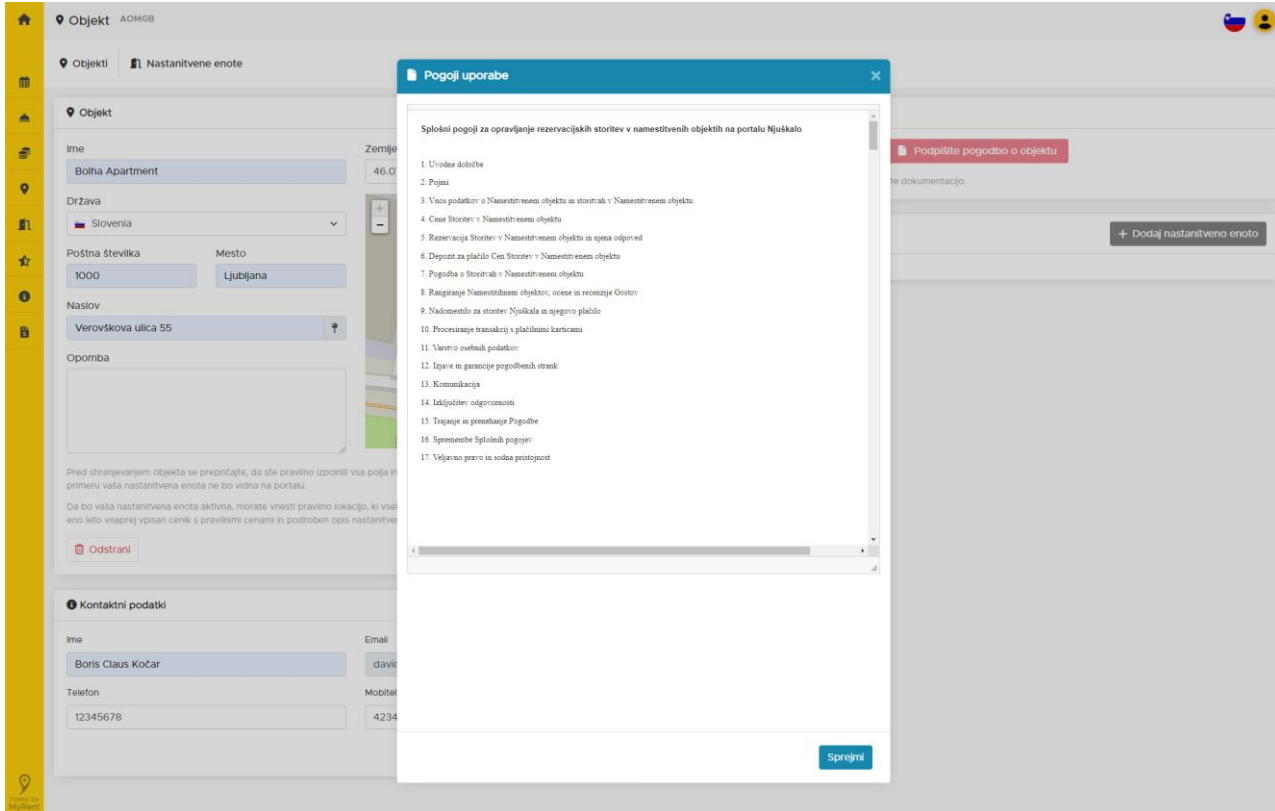 Objekt AOMGB
Objekti Nastanitvene enote
Objekt
Ime
Bolha Apartment
Država
Slovenia
Poštna številka Mesto
1000 Ljubljana
Naslov
Verovškova ulica 55
Opomba
Pred shranjevanjem objekta se prepričajte, da ste pravilno izpolnili vsa polja in
primeru vaša nastanitvena enota ne bo vidna na portalu.
Da bo vaša nastanitvena enota aktivna, morate vnesti pravilno lokacijo, ki
eno leto vnaprej vpisan cenik s pravilnimi cenami in podroben opis
Odstrani
Kontaktni podatki
Ime Email
Boris Claus Kočar
Telefon
12345678 4234
Power by
MyRent
Pogoji uporabe
Splošni pogoji za opravljanje rezervacijskih storitev v namestitvenih objektih na portalu Njuškalo
1. Uvodne določbe
2. Pojmi
3. Vnos podatkov o Namestitvenem objektu in storitvah v Namestitvenem objektu
4. Cene Storitev v Namestitvenem objektu
5. Rezervacija Storitev v Namestitvenem objektu in njena odpoved
6. Depozit za plačilo Cen Storitev v Namestitvenem objektu
7. Pogodba o Storitvah v Namestitvenem objektu
8. Rangiranje Namestitihnem objektov, ocene in recenzije Gostov
9. Nadomestilo za storitev Njuškala in njegovo plačilo
10. Procesiranje transakcij s plačilnimi karticami
11. Varstvo osebnih podatkov
12. Izjave in garancije pogodbenih strank
13. Komunikacija
14. Izključitev odgovornosti
15. Trajanje in prenehanje Pogodbe
16. Spremembe Splošnih pogojev
17. Veljavno pravo in sodna pristojnost
Sprejmi
Podpišite pogodbo o objektu
dokumentacijo.
+ Dodaj nastanitveno enoto